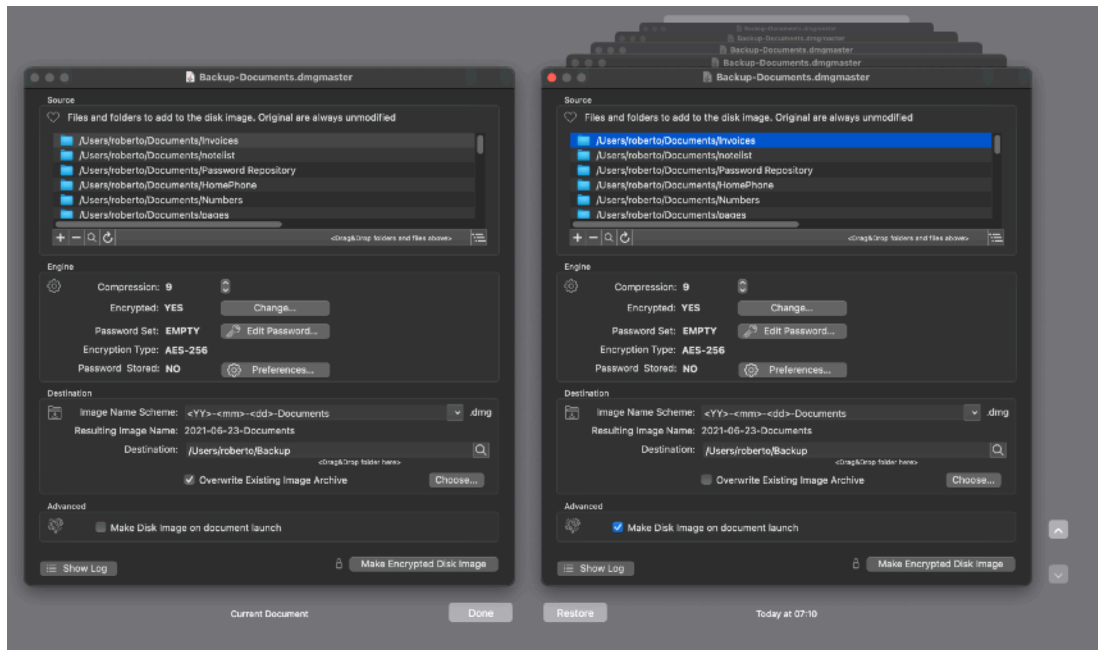 Backup-Documents.dmgmaster
Source
Files and folders to add to the disk image. Original are always unmodified
/Users/roberto/Documents/Invoices
/Users/roberto/Documents/notelist
/Users/roberto/Documents/Password Repository
/Users/roberto/Documents/HomePhone
/Users/roberto/Documents/Numbers
/Users/roberto/Documents/pages
<Drag&Drop folders and files above>
Engine
Compression: 9
Encrypted: YES Change...
Password Set: EMPTY Edit Password...
Encryption Type: AES-256
Password Stored: NO Preferences...
Destination
Image Name Scheme: <YY>-<mm>-<dd>-Documents .dmg
Resulting Image Name: 2021-06-23-Documents
Destination: /Users/roberto/Backup
<Drag&Drop folder here>
Overwrite Existing Image Archive Choose...
Advanced
Make Disk Image on document launch
Show Log Make Encrypted Disk Image
Current Document Done
Backup-Documents.dmgmaster
Backup-Documents.dmgmaster
Backup-Documents.dmgmaster
Backup-Documents.dmgmaster
Backup-Documents.dmgmaster
Source
Files and folders to add to the disk image. Original are always unmodified
/Users/roberto/Documents/Invoices
/Users/roberto/Documents/notelist
/Users/roberto/Documents/Password Repository
/Users/roberto/Documents/HomePhone
/Users/roberto/Documents/Numbers
/Users/roberto/Documents/pages
<Drag&Drop folders and files above>
Engine
Compression: 9
Encrypted: YES Change...
Password Set: EMPTY Edit Password...
Encryption Type: AES-256
Password Stored: NO Preferences...
Destination
Image Name Scheme: <YY>-<mm>-<dd>-Documents .dmg
Resulting Image Name: 2021-06-23-Documents
Destination: /Users/roberto/Backup
<Drag&Drop folder here>
Overwrite Existing Image Archive Choose...
Advanced
Make Disk Image on document launch
Show Log Make Encrypted Disk Image
Restore Today at 07:10